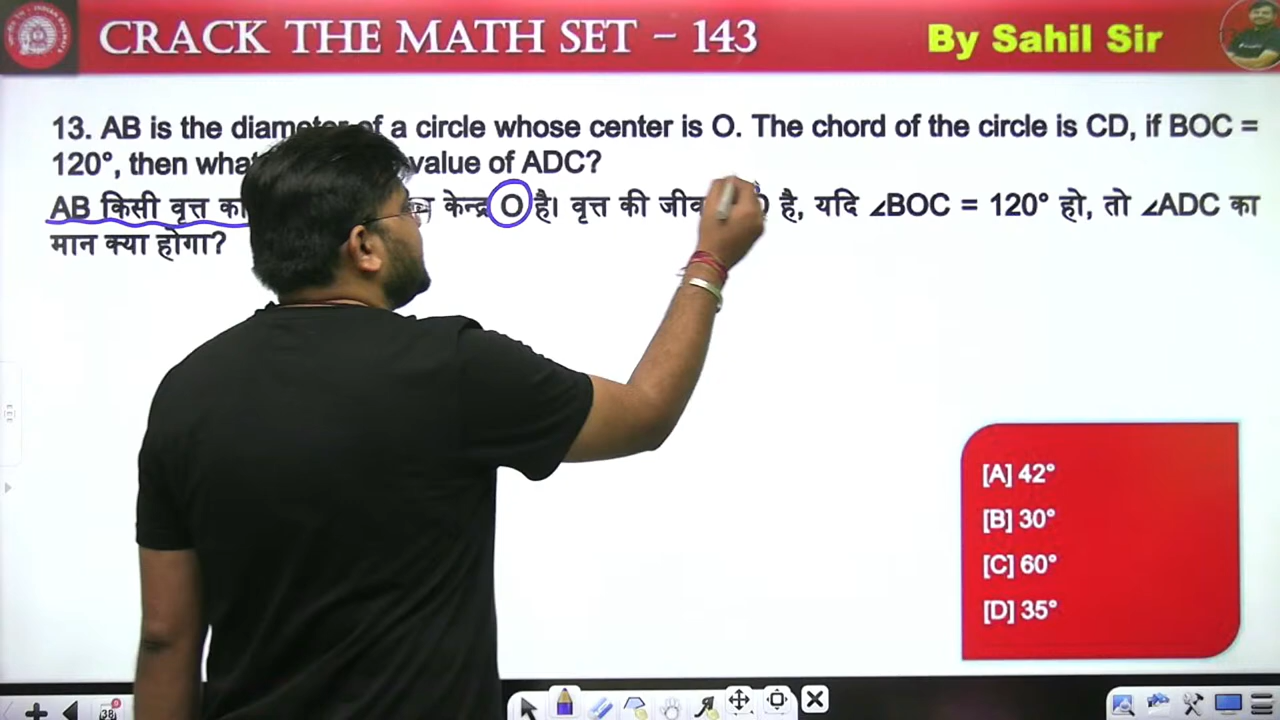 CRACK THE MATH SET – 143
By Sahil Sir
13. AB is the diameter of a circle whose center is O. The chord of the circle is CD, if BOC =
120°, then what value of ADC?
AB किसी वृत्त का केन्द्र O है। वृत्त की है, यदि ∠BOC = 120° हो, तो ∠ADC का
मान क्या होगा?
[A] 42°
[B] 30°
[C] 60°
[D] 35°